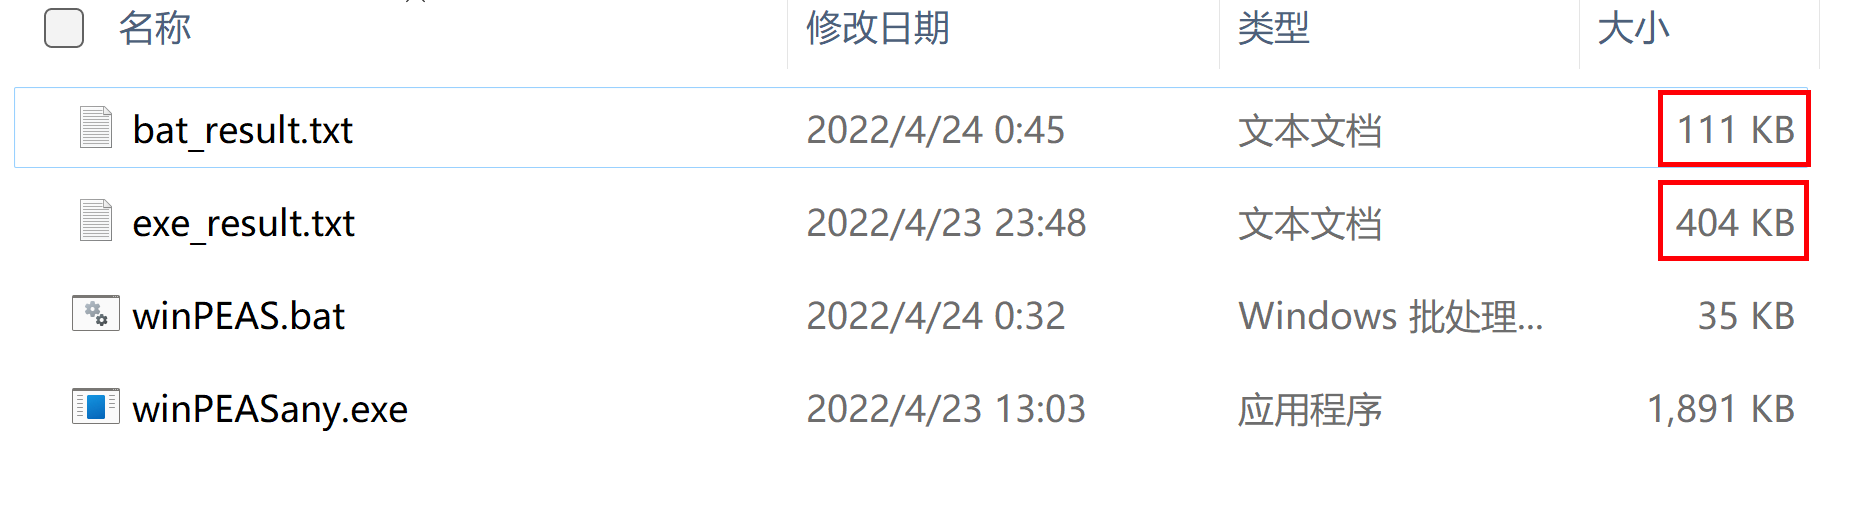 名称 修改日期 类型 大小
bat_result.txt 2022/4/24 0:45 文本文档 111 KB
exe_result.txt 2022/4/23 23:48 文本文档 404 KB
winPEAS.bat 2022/4/24 0:32 Windows 批处理... 35 KB
winPEASany.exe 2022/4/23 13:03 应用程序 1,891 KB